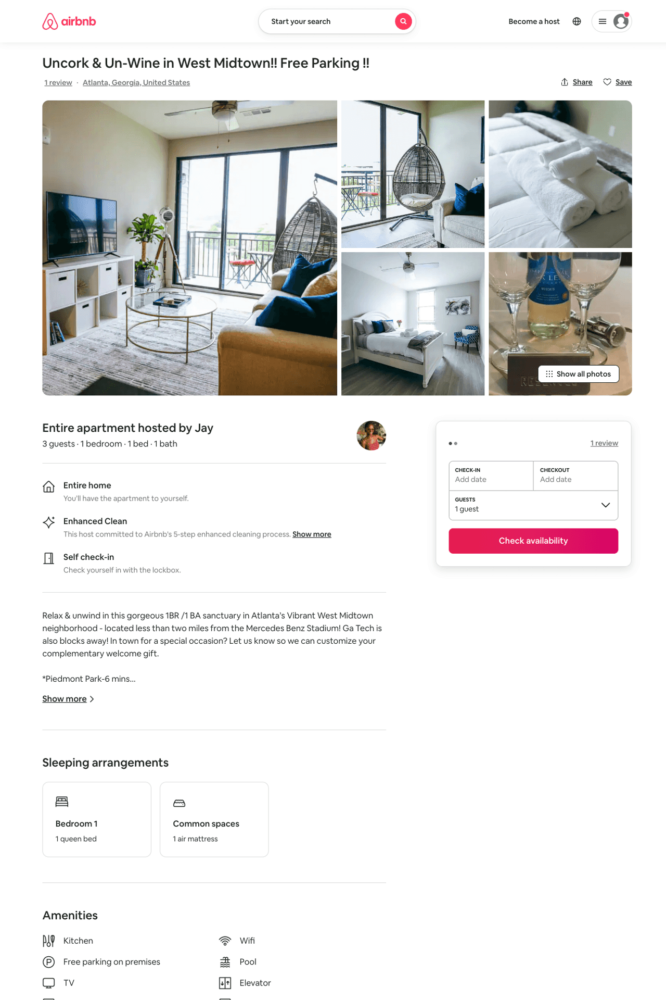 airbnb
Start your search
Become a host
Uncork & Un-Wine in West Midtown!! Free Parking !!
1 review · Atlanta, Georgia, United States
Share
Save
MOSCATO
RESERVED
Show all photos
Entire apartment hosted by Jay
3 guests · 1 bedroom · 1 bed · 1 bath
1 review
CHECK-IN
Add date
CHECKOUT
Add date
GUESTS
1 guest
Check availability
Entire home
You’ll have the apartment to yourself.
Enhanced Clean
This host committed to Airbnb's 5-step enhanced cleaning process. Show more
Self check-in
Check yourself in with the lockbox.
Relax & unwind in this gorgeous 1BR /1 BA sanctuary in Atlanta’s Vibrant West Midtown
neighborhood - located less than two miles from the Mercedes Benz Stadium! Ga Tech is
also blocks away! In town for a special occasion? Let us know so we can customize your
complementary welcome gift.
*Piedmont Park-6 mins...
Show more
Sleeping arrangements
Bedroom 1
1 queen bed
Common spaces
1 air mattress
Amenities
Kitchen
Wifi
Free parking on premises
Pool
TV
Elevator